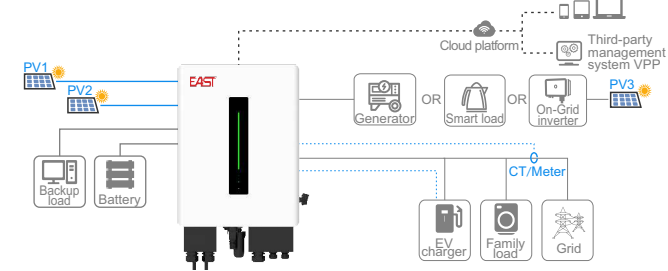 Cloud platform
Third-party
management
system VPP
PV1
PV2
EAST
Generator
OR
Smart load
OR
On-Grid
inverter
PV3
CT/Meter
Backup
load
Battery
EV
charger
Family
load
Grid